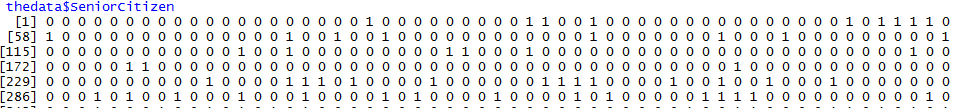 thedata$SeniorCitizen
[1] 0 0 0 0 0 0 0 0 0 0 0 0 0 0 0 0 0 0 0 0 1 0 0 0 0 0 0 0 0 0 1 1 0 0 1 0 0 0 0 0 0 0 0 0 0 0 0 0 0 0 1 0 1 1 1 1 0
[58] 1 0 0 0 0 0 0 0 0 0 0 0 0 0 0 1 0 0 1 0 0 1 0 0 0 0 0 0 0 0 0 0 0 0 1 0 0 0 0 0 0 0 1 0 0 0 1 0 0 0 0 0 0 0 0 0 1
[115] 0 0 0 0 0 0 0 0 0 0 0 0 1 0 0 1 0 0 0 0 0 0 0 0 0 1 1 0 0 0 1 0 0 0 0 0 0 0 0 0 0 0 0 0 0 0 0 0 0 0 0 0 0 0 1 0 0
[172] 0 0 0 0 0 1 1 0 0 0 0 0 0 0 0 0 0 0 0 0 0 0 0 0 0 0 0 0 0 0 0 0 0 0 0 0 0 0 0 0 0 0 0 1 0 0 0 0 0 0 0 0 0 0 0 0 0
[229] 0 0 0 0 0 0 0 0 0 0 1 0 0 0 0 1 1 1 0 1 0 0 0 0 1 0 0 0 0 0 0 1 1 1 1 0 0 0 0 1 0 0 1 0 0 1 0 0 0 1 0 0 0 0 0 0 0
[286] 0 0 0 1 0 1 0 0 1 0 0 0 1 0 0 0 1 0 0 0 0 1 0 1 0 0 0 0 1 0 0 0 0 1 0 1 0 0 0 0 0 1 1 1 1 0 0 0 0 0 0 0 0 0 0 1 0